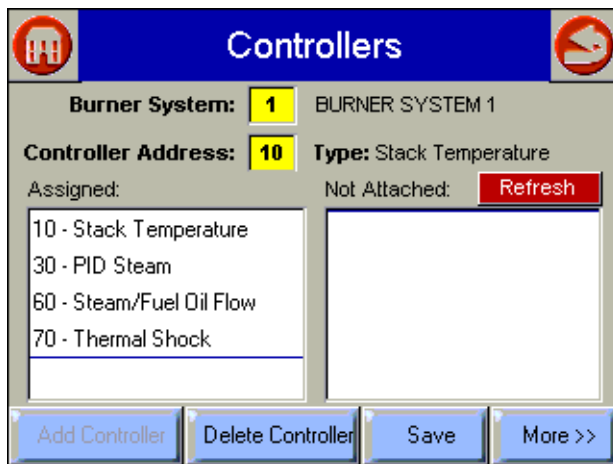 Controllers
Burner System: 1 BURNER SYSTEM 1
Controller Address: 10 Type: Stack Temperature
Assigned: Not Attached: Refresh
10 - Stack Temperature
30 - PID Steam
60 - Steam/Fuel Oil Flow
70 - Thermal Shock
Add Controller Delete Controller Save More >>